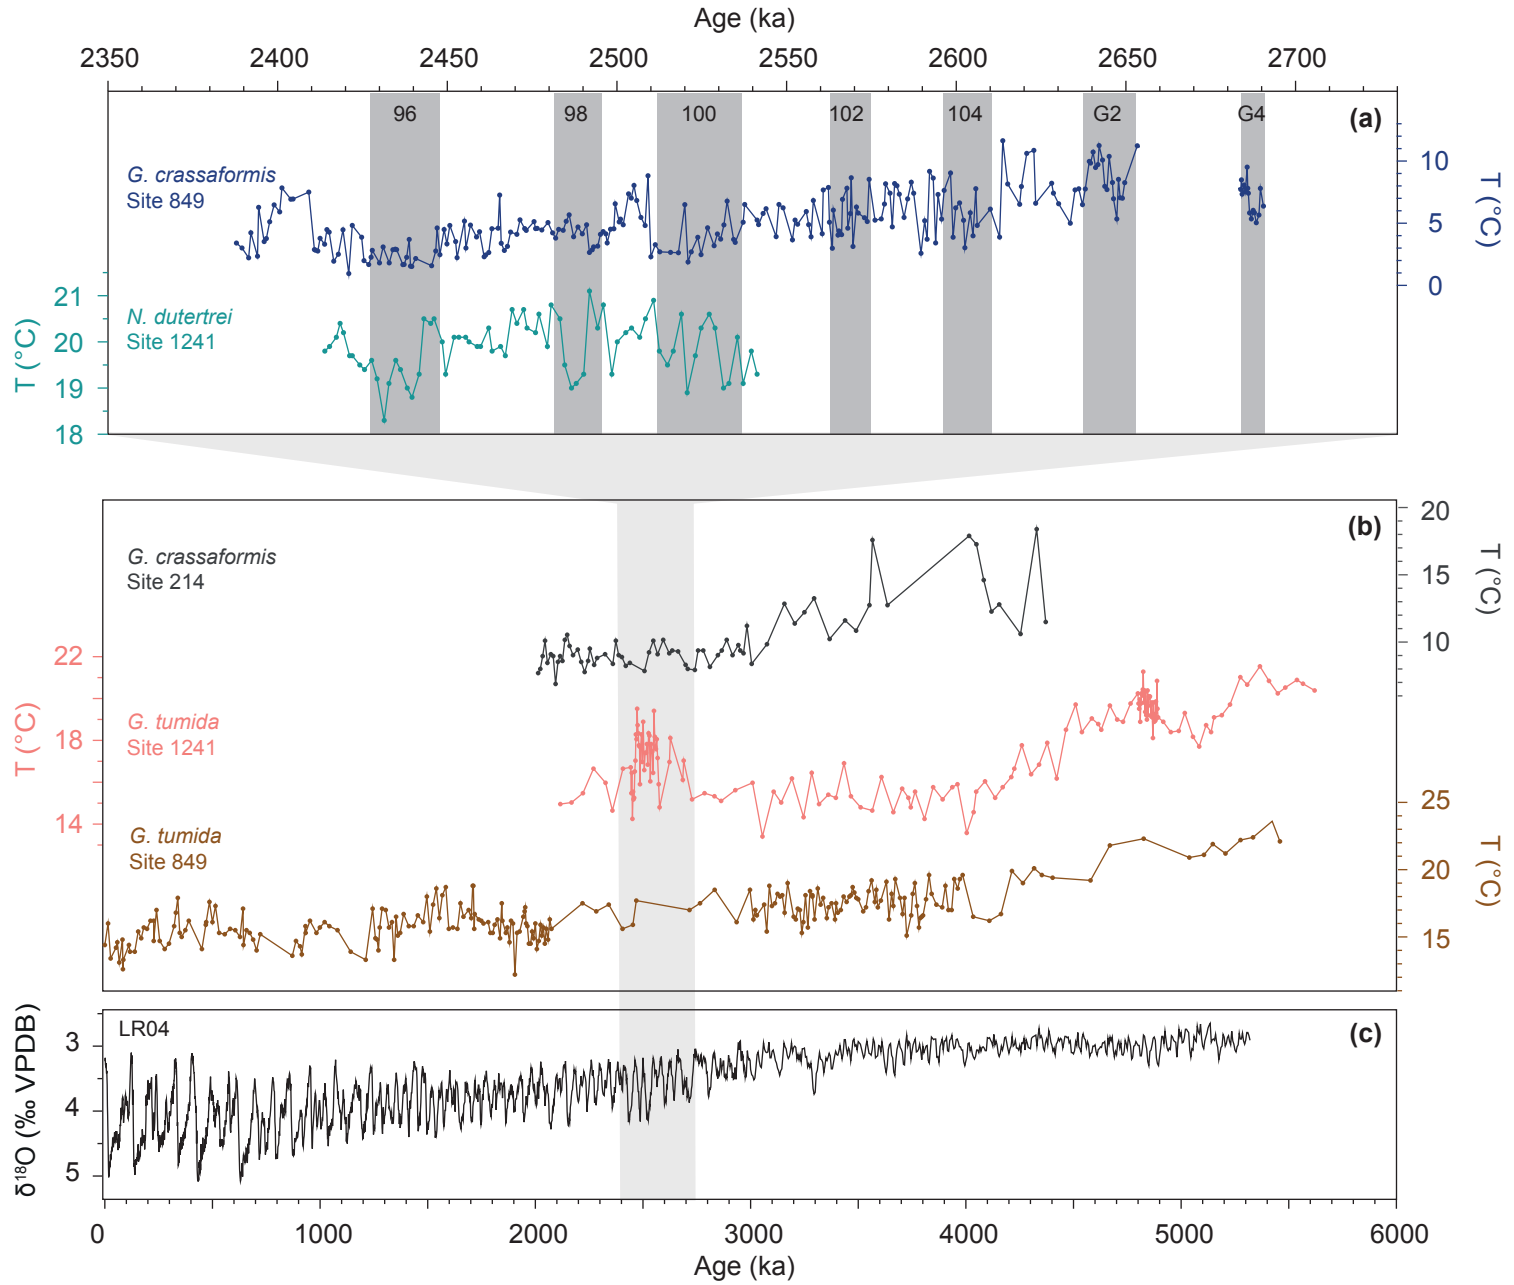 Age (ka)
2350 2400 2450 2500 2550 2600 2650 2700
96 98 100 102 104 G2 G4 (a)
G. crassaformis
Site 849
10
5
0
T (°C)
N. dutertrei
Site 1241
21
20
19
18
T (°C)
(b)
G. crassaformis
Site 214
20
15
10
T (°C)
G. tumida
Site 1241
22
18
14
T (°C)
G. tumida
Site 849
25
20
15
T (°C)
LR04 (c)
3
4
5
δ¹⁸O (‰ VPDB)
0 1000 2000 3000 4000 5000 6000
Age (ka)